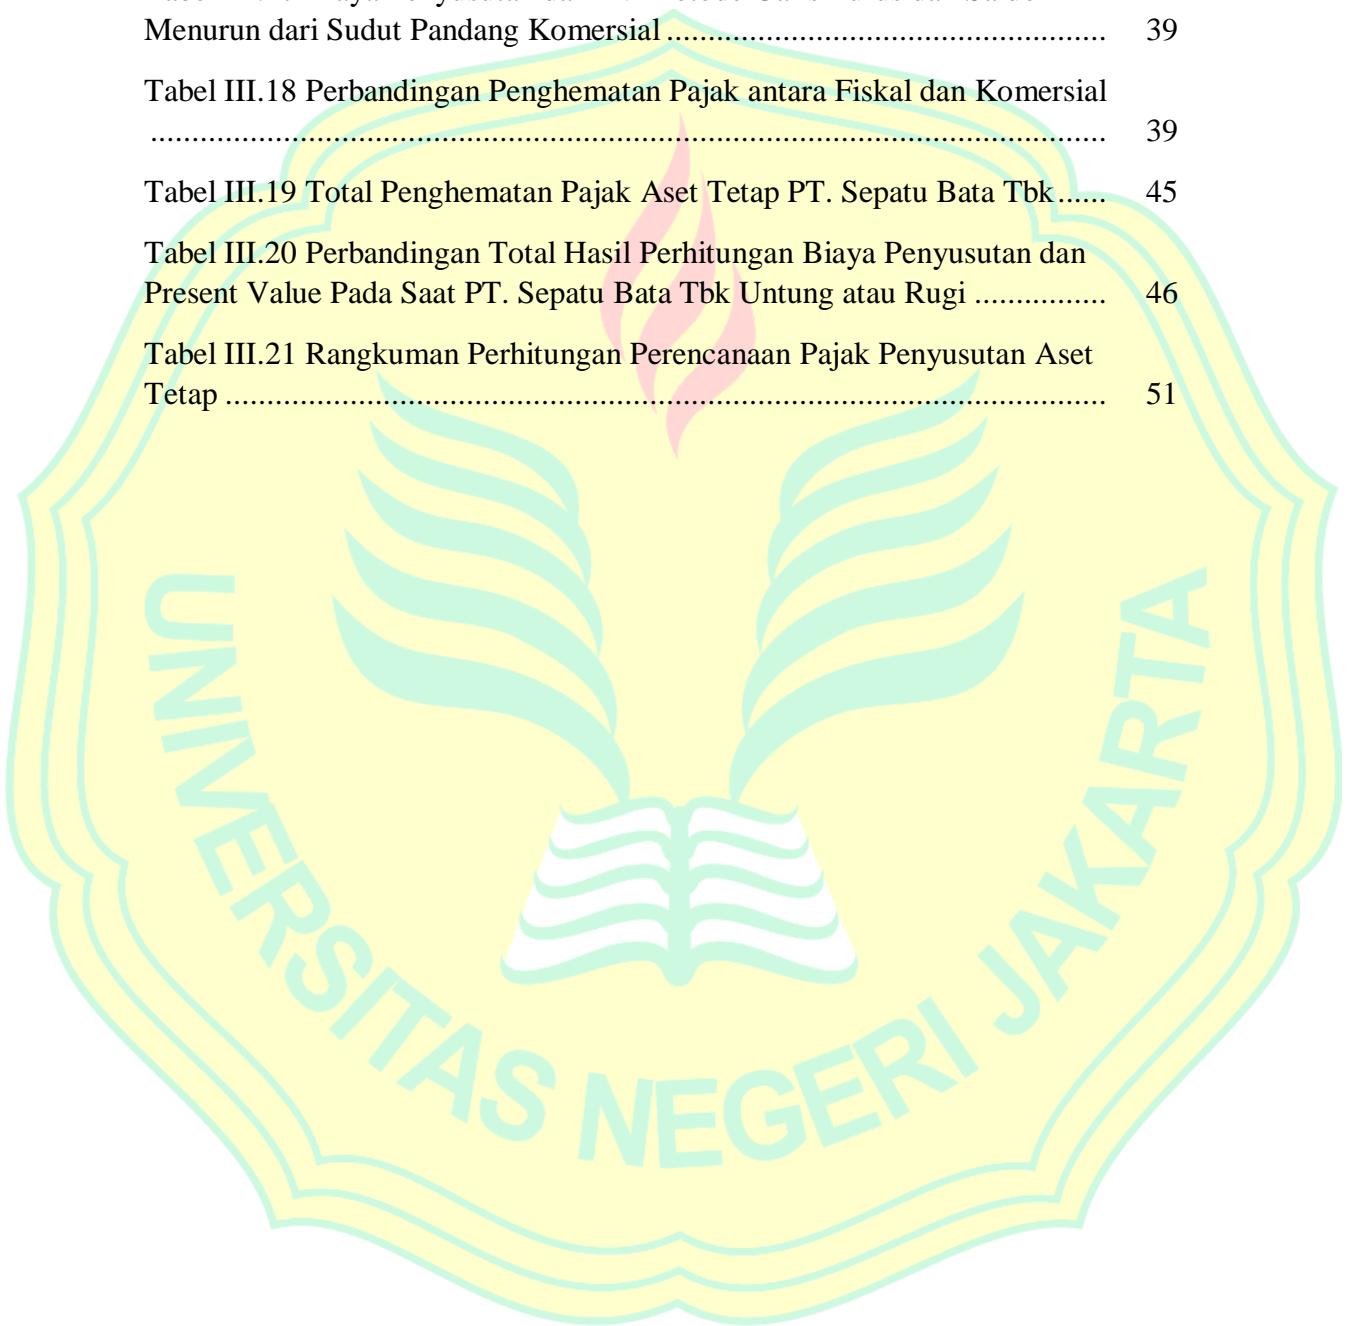 Menurun dari Sudut Pandang Komersial ..................................................... 39
Tabel III.18 Perbandingan Penghematan Pajak antara Fiskal dan Komersial
................................................................................................................... 39
Tabel III.19 Total Penghematan Pajak Aset Tetap PT. Sepatu Bata Tbk...... 45
Tabel III.20 Perbandingan Total Hasil Perhitungan Biaya Penyusutan dan
Present Value Pada Saat PT. Sepatu Bata Tbk Untung atau Rugi ................ 46
Tabel III.21 Rangkuman Perhitungan Perencanaan Pajak Penyusutan Aset
Tetap .......................................................................................................... 51
UNIVERSITAS NEGERI JAKARTA